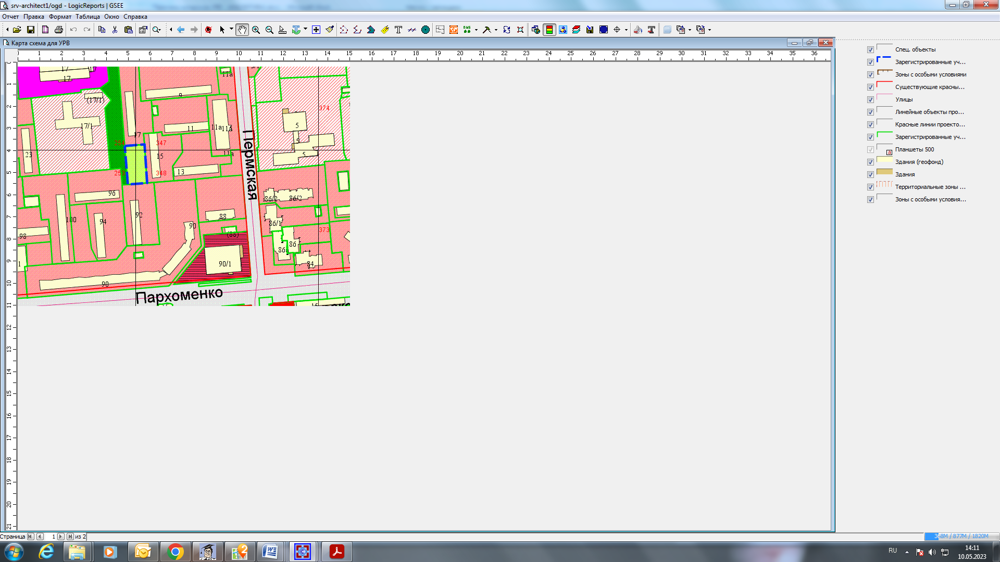 srv-architect1/ogd - LogicReports | GSEE
Отчет Правка Формат Таблица Окно Справка
Карта схема для УРВ
0 1 2 3 4 5 6 7 8 9 10 11 12 13 14 15 16 17 18 19 20 21 22 23 24 25 26 27 28 29 30 31 32 33 34 35 36
0 1 2 3 4 5 6 7 8 9 10 11 12 13 14 15 16 17 18 19 20 21
17
17
11а
(17/1)
9
374
17/1
11
11а
5
17
5
254
347
23
15
11а
5
253
348
13
Пермская
96
86/2
86/2
100
94
92
88
86/1
90
373
98
(88)
86
1
90/1
84
90
Пархоменко
Спец. объекты
Зарегистрированные уч...
Зоны с особыми условиями
Существующие красны...
Улицы
Линейные объекты про...
Красные линии проекто...
Зарегистрированные уч...
Планшеты 500
Здания (геофонд)
Здания
Территориальные зоны ...
Зоны с особыми условия...
Страница 1 из 2
348M / 877M / 1820M
RU
14:11
10.05.2023